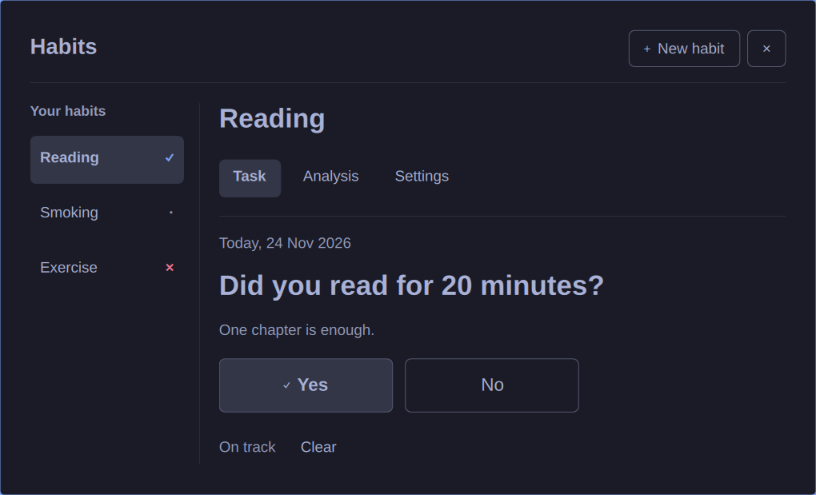 Habits
+ New habit
×
Your habits
Reading ✓
Smoking ·
Exercise ×
Reading
Task Analysis Settings
Today, 24 Nov 2026
Did you read for 20 minutes?
One chapter is enough.
✓ Yes
No
On track Clear